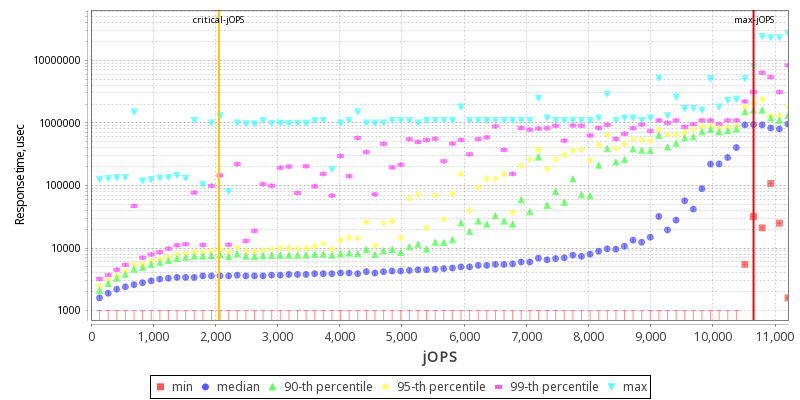 critical-jOPS max-jOPS
10000000
1000000
100000
10000
1000
Response time, usec
0 1,000 2,000 3,000 4,000 5,000 6,000 7,000 8,000 9,000 10,000 11,000
jOPS
min median 90-th percentile 95-th percentile 99-th percentile max